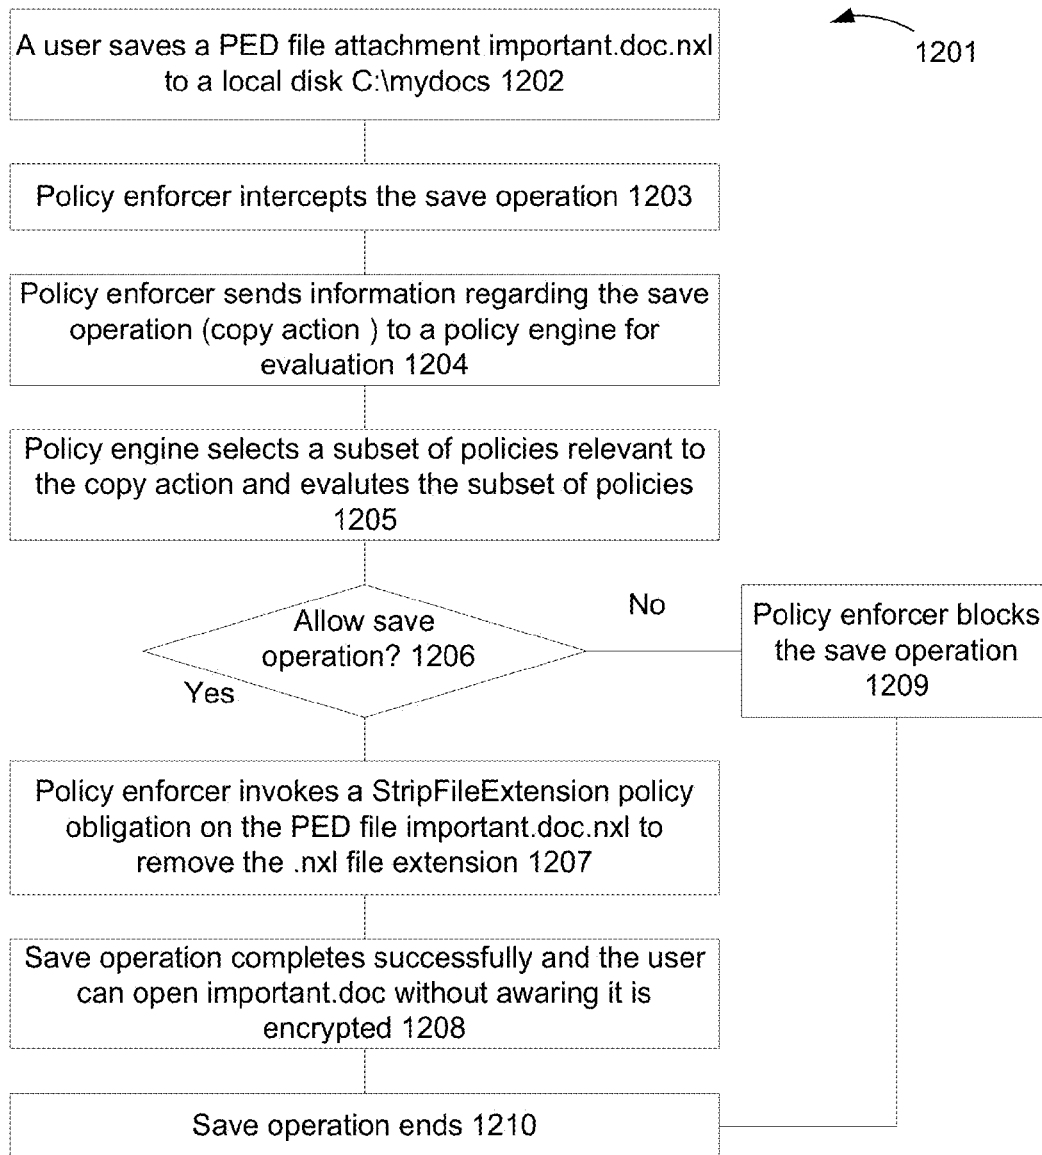 A user saves a PED file attachment important.doc.nxl
to a local disk C:\mydocs 1202
1201
Policy enforcer intercepts the save operation 1203
Policy enforcer sends information regarding the save
operation (copy action ) to a policy engine for
evaluation 1204
Policy engine selects a subset of policies relevant to
the copy action and evalutes the subset of policies
1205
Allow save
operation? 1206
No
Yes
Policy enforcer blocks
the save operation
1209
Policy enforcer invokes a StripFileExtension policy
obligation on the PED file important.doc.nxl to
remove the .nxl file extension 1207
Save operation completes successfully and the user
can open important.doc without awaring it is
encrypted 1208
Save operation ends 1210